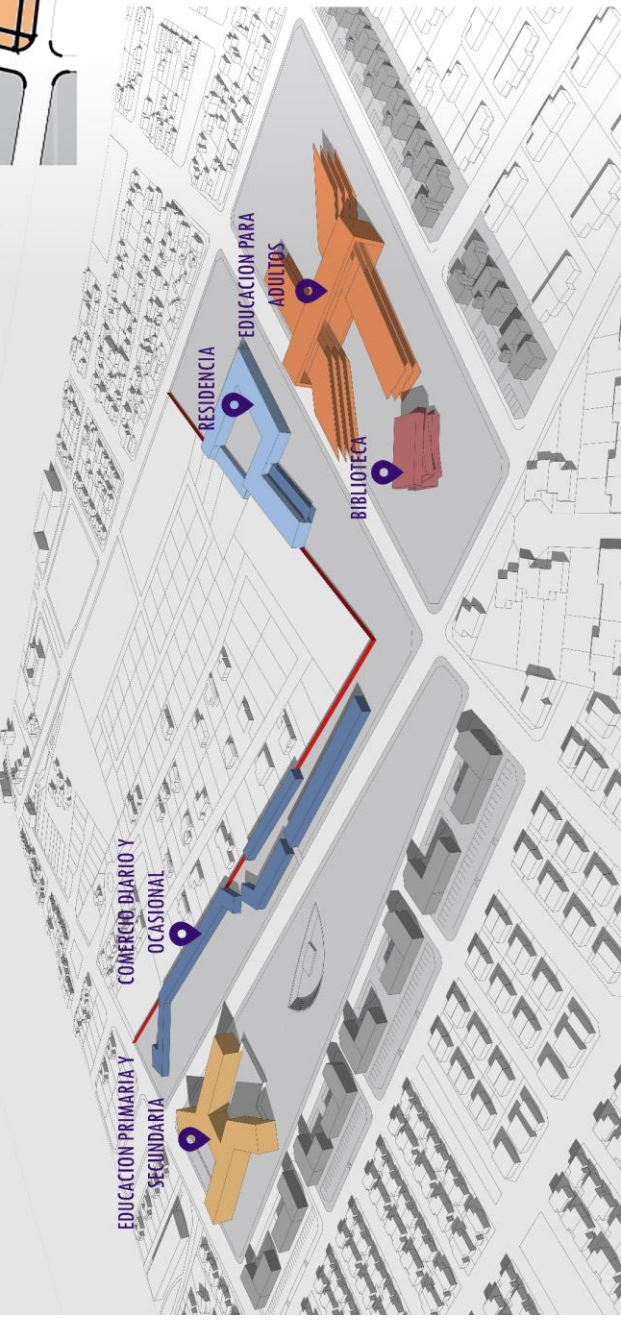 EDUCACION PRIMARIA Y
SECUNDARIA
COMERCIO DIARIO Y
OCASIONAL
RESIDENCIA
EDUCACION PARA
ADULTOS
BIBLIOTECA